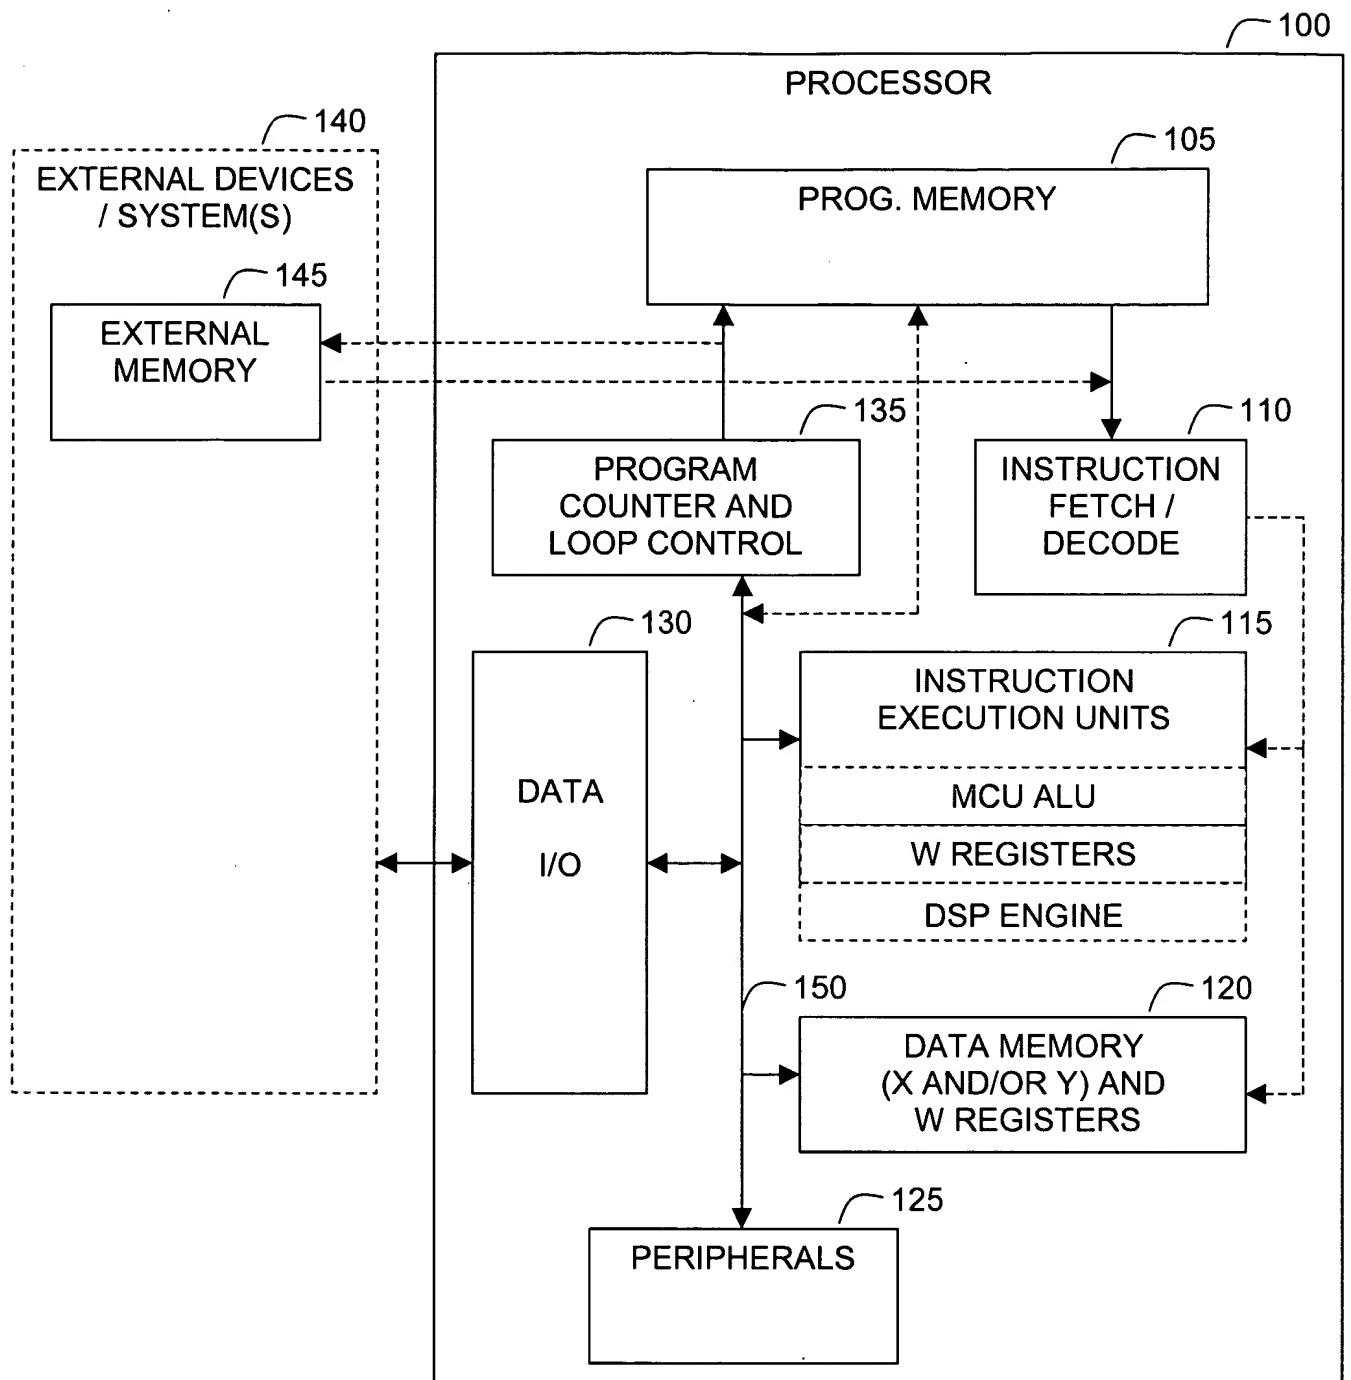 100
PROCESSOR
140
EXTERNAL DEVICES
/ SYSTEM(S)
105
PROG. MEMORY
145
EXTERNAL
MEMORY
135
PROGRAM
COUNTER AND
LOOP CONTROL
110
INSTRUCTION
FETCH /
DECODE
130
DATA
I/O
115
INSTRUCTION
EXECUTION UNITS
MCU ALU
W REGISTERS
DSP ENGINE
150
120
DATA MEMORY
(X AND/OR Y) AND
W REGISTERS
125
PERIPHERALS